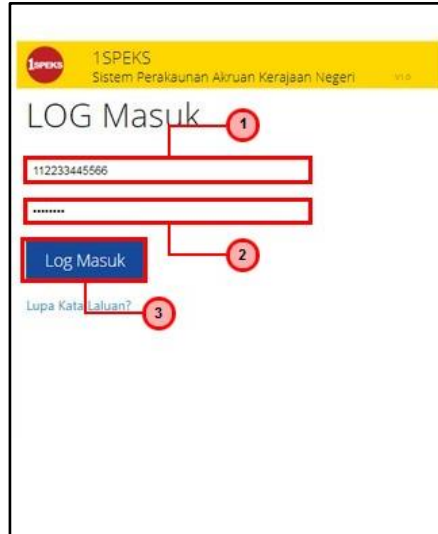 1SPEKS
1SPEKS
Sistem Perakaunan Akruan Kerajaan Negeri V1.0
LOG Masuk
1
112233445566
••••••••
2
Log Masuk
Lupa Kata Laluan?
3